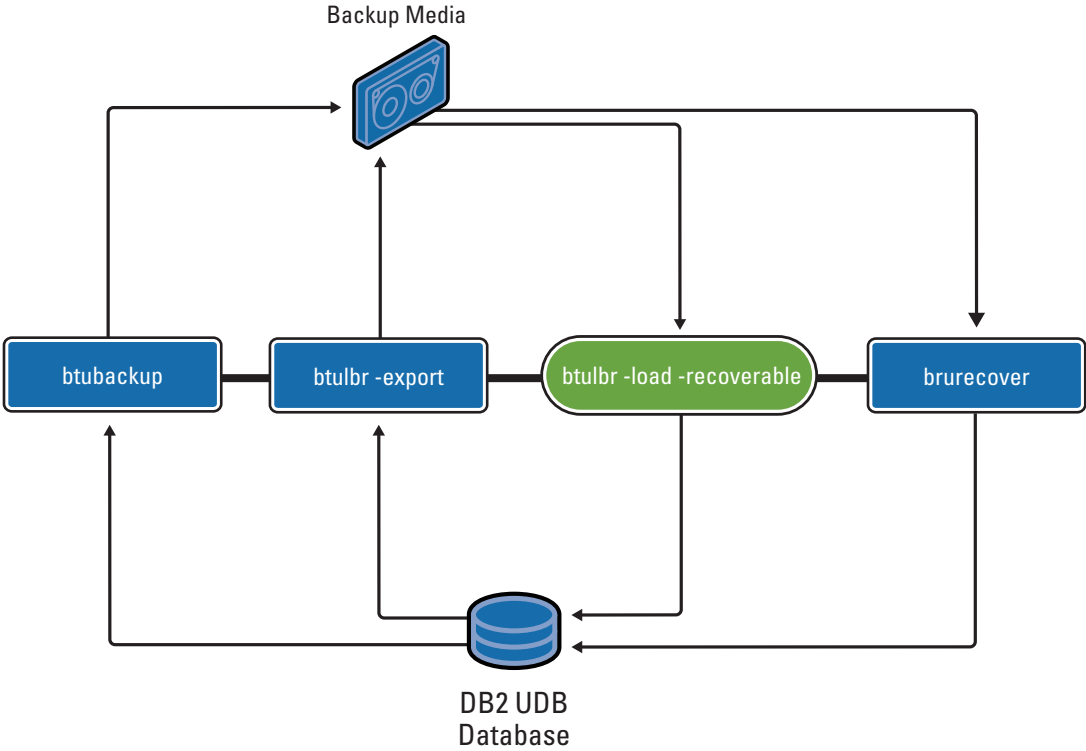 Backup Media
btubackup
btulbr -export
btulbr -load -recoverable
brurecover
DB2 UDB
Database